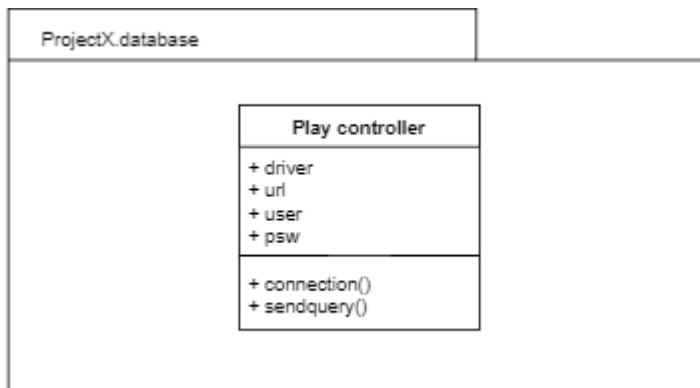 ProjectX.database
Play controller
+ driver
+ url
+ user
+ psw
+ connection()
+ sendquery()